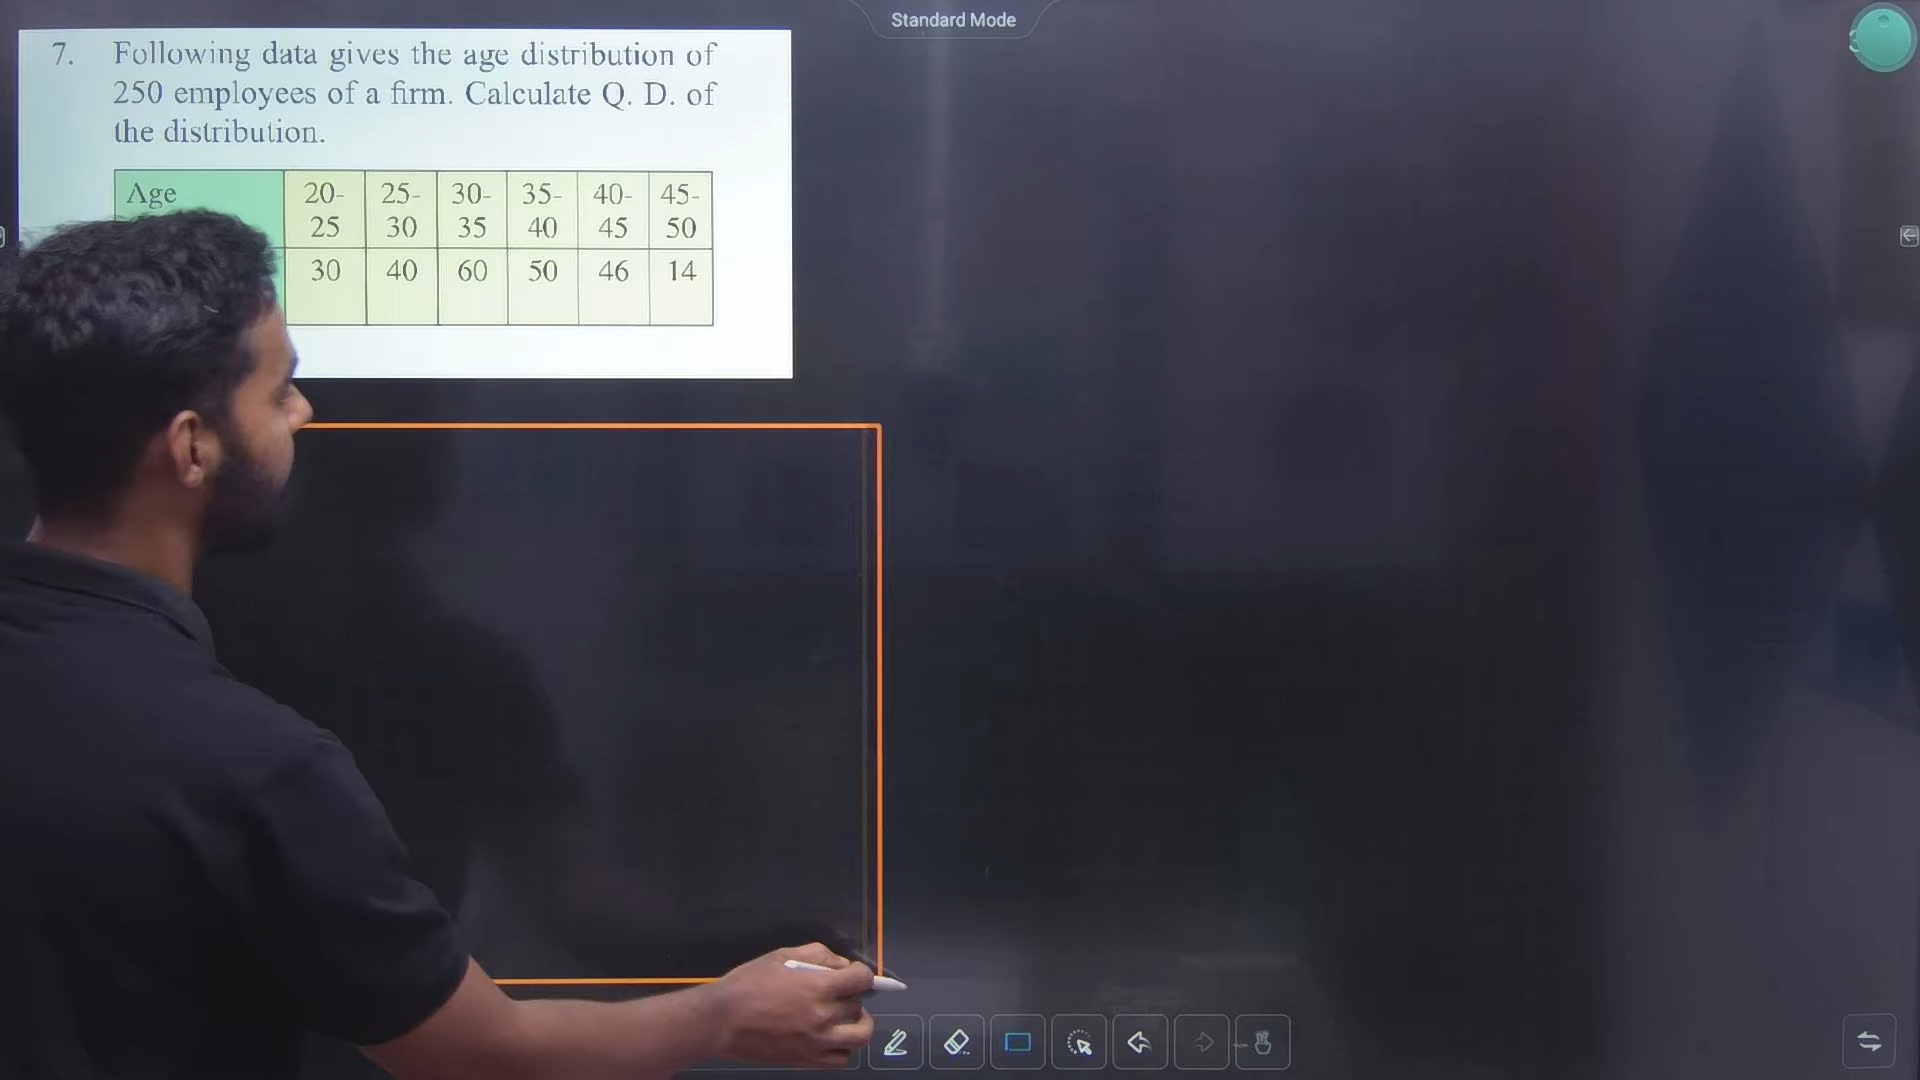 Standard Mode
7. Following data gives the age distribution of
250 employees of a firm. Calculate Q. D. of
the distribution.
Age 20- 25- 30- 35- 40- 45-
25 30 35 40 45 50
30 40 60 50 46 14